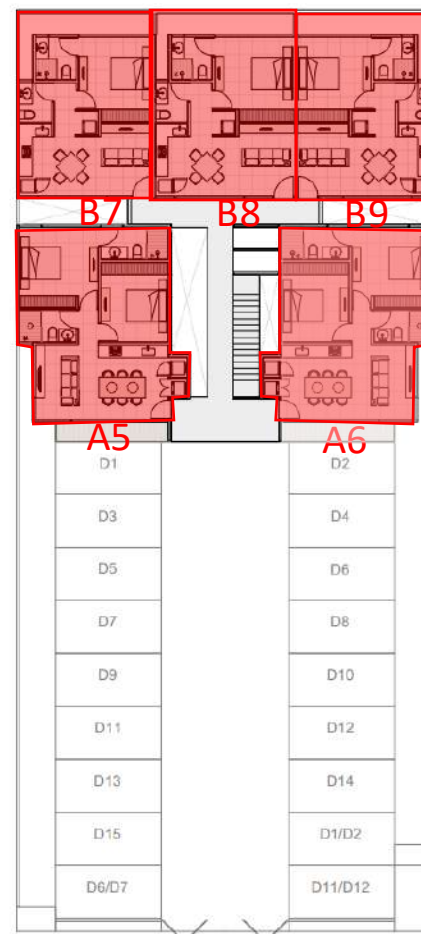 B7 B8 B9
A5 A6
D1 D2
D3 D4
D5 D6
D7 D8
D9 D10
D11 D12
D13 D14
D15 D1/D2
D6/D7 D11/D12